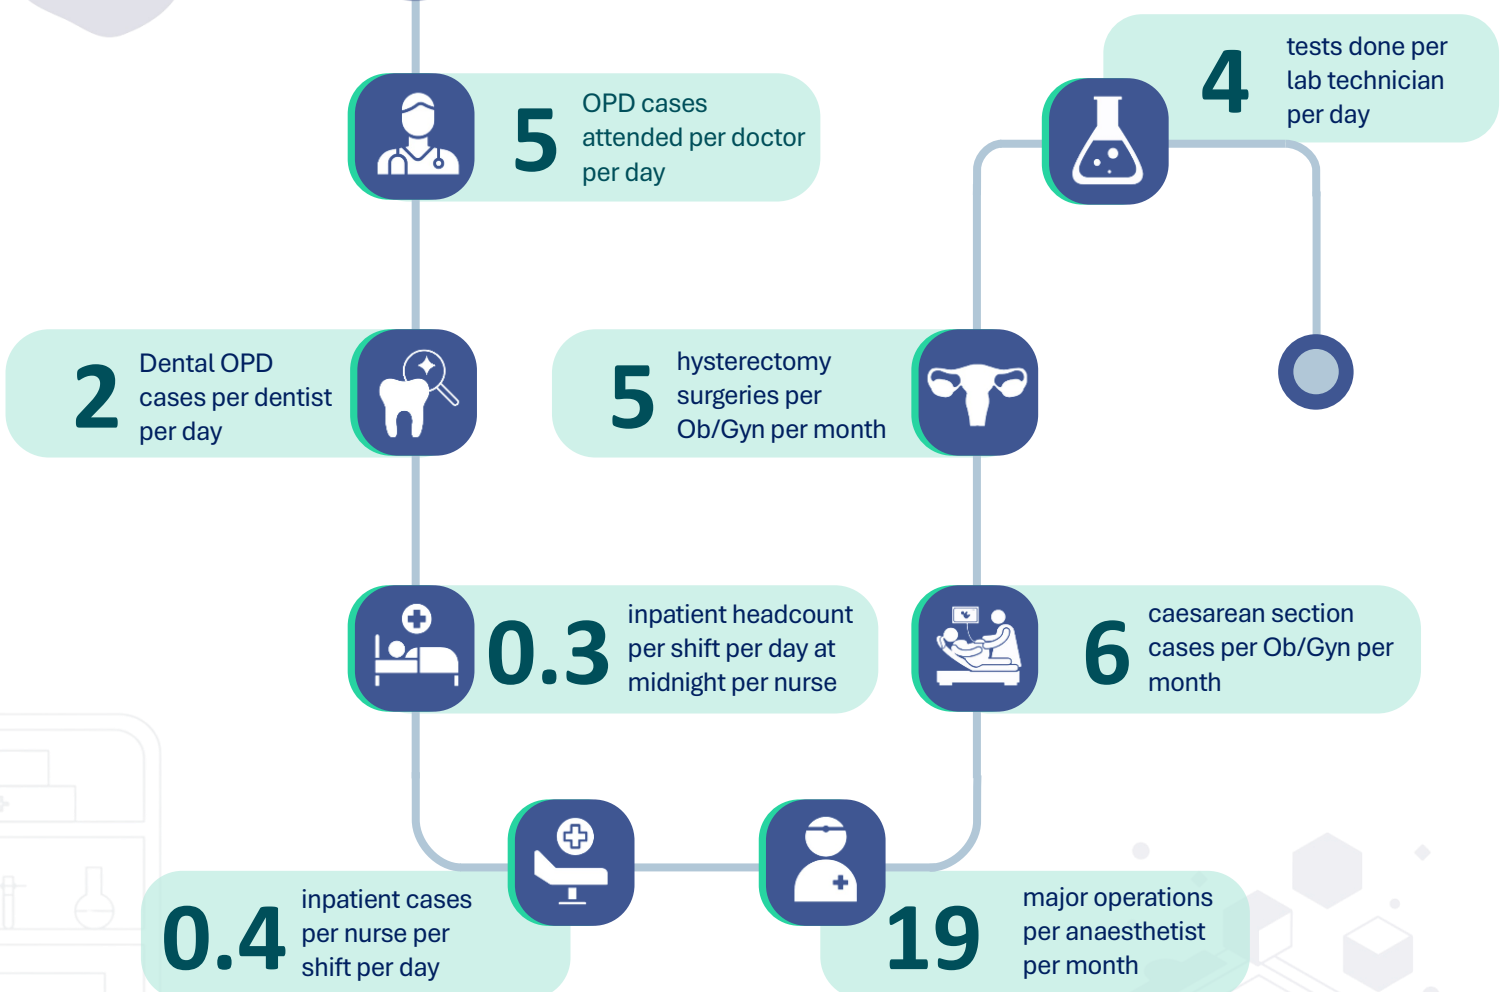 5
OPD cases
attended per doctor
per day
2
Dental OPD
cases per dentist
per day
0.3
inpatient headcount
per shift per day at
midnight per nurse
0.4
inpatient cases
per nurse per
shift per day
19
major operations
per anaesthetist
per month
6
caesarean section
cases per Ob/Gyn per
month
5
hysterectomy
surgeries per
Ob/Gyn per month
4
tests done per
lab technician
per day